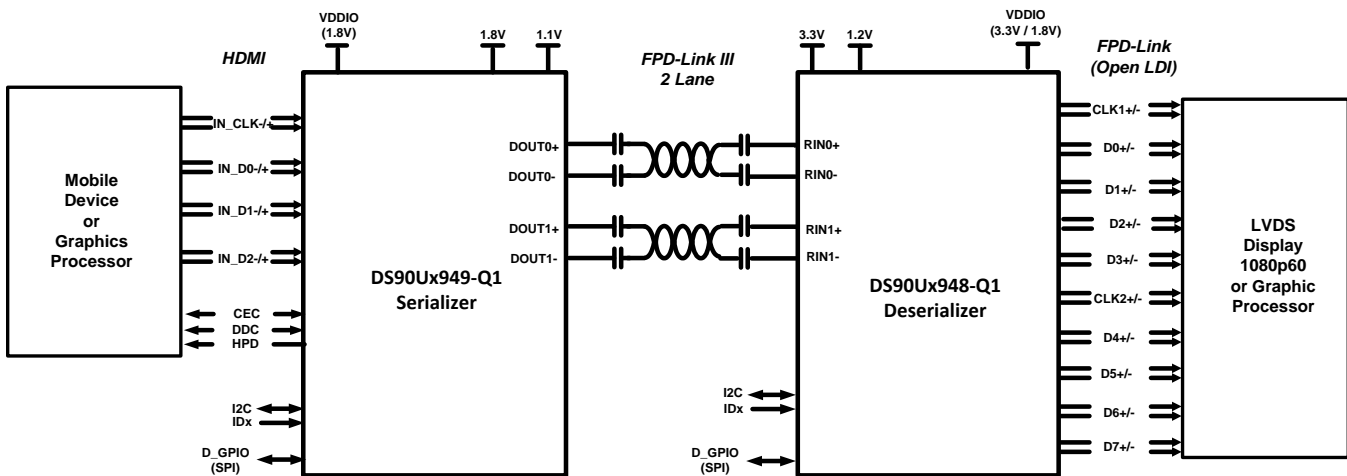 HDMI
VDDIO
(1.8V)
1.8V
1.1V
FPD-Link III
2 Lane
3.3V
1.2V
VDDIO
(3.3V / 1.8V)
FPD-Link
(Open LDI)
Mobile
Device
or
Graphics
Processor
IN_CLK-/+
IN_D0-/+
IN_D1-/+
IN_D2-/+
CEC
DDC
HPD
I2C
IDx
D_GPIO
(SPI)
DOUT0+
DOUT0-
DOUT1+
DOUT1-
DS90Ux949-Q1
Serializer
RIN0+
RIN0-
RIN1+
RIN1-
DS90Ux948-Q1
Deserializer
I2C
IDx
D_GPIO
(SPI)
CLK1+/-
D0+/-
D1+/-
D2+/-
D3+/-
CLK2+/-
D4+/-
D5+/-
D6+/-
D7+/-
LVDS
Display
1080p60
or Graphic
Processor